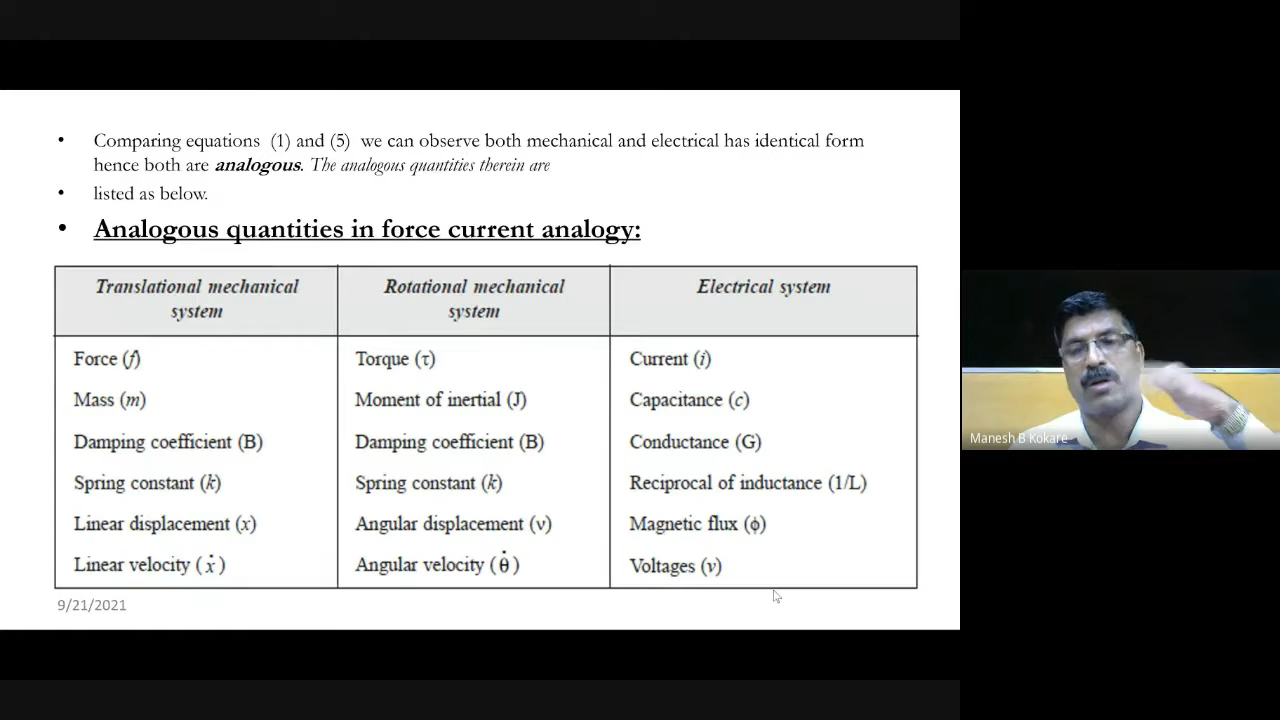 • Comparing equations (1) and (5) we can observe both mechanical and electrical has identical form
hence both are analogous. The analogous quantities therein are
• listed as below.
• Analogous quantities in force current analogy:
Translational mechanical system
Rotational mechanical system
Electrical system
Force (f)
Torque (τ)
Current (i)
Mass (m)
Moment of inertial (J)
Capacitance (c)
Damping coefficient (B)
Damping coefficient (B)
Conductance (G)
Spring constant (k)
Spring constant (k)
Reciprocal of inductance (1/L)
Linear displacement (x)
Angular displacement (ν)
Magnetic flux (ϕ)
Linear velocity (ẋ)
Angular velocity (θ̇)
Voltages (v)
9/21/2021
Manesh B Kokare